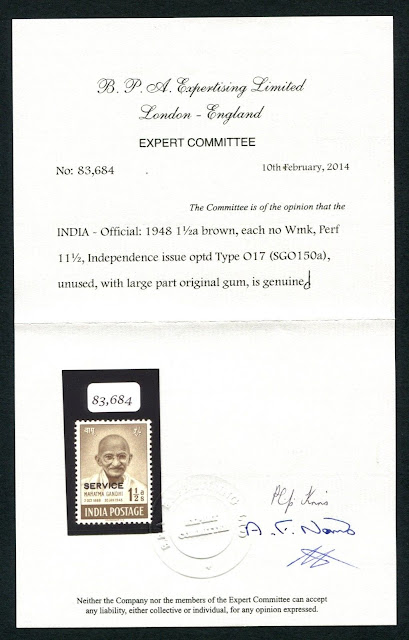 B. P. A. Expertising Limited
London - England
EXPERT COMMITTEE
No: 83,684
10th February, 2014
The Committee is of the opinion that the
INDIA - Official: 1948 1½a brown, each no Wmk, Perf
11½, Independence issue optd Type O17 (SGO150a),
unused, with large part original gum, is genuine
83,684
बापू
SERVICE
MAHATMA GANDHI
1½ As
INDIA POSTAGE
Neither the Company nor the members of the Expert Committee can accept
any liability, either collective or individual, for any opinion expressed.